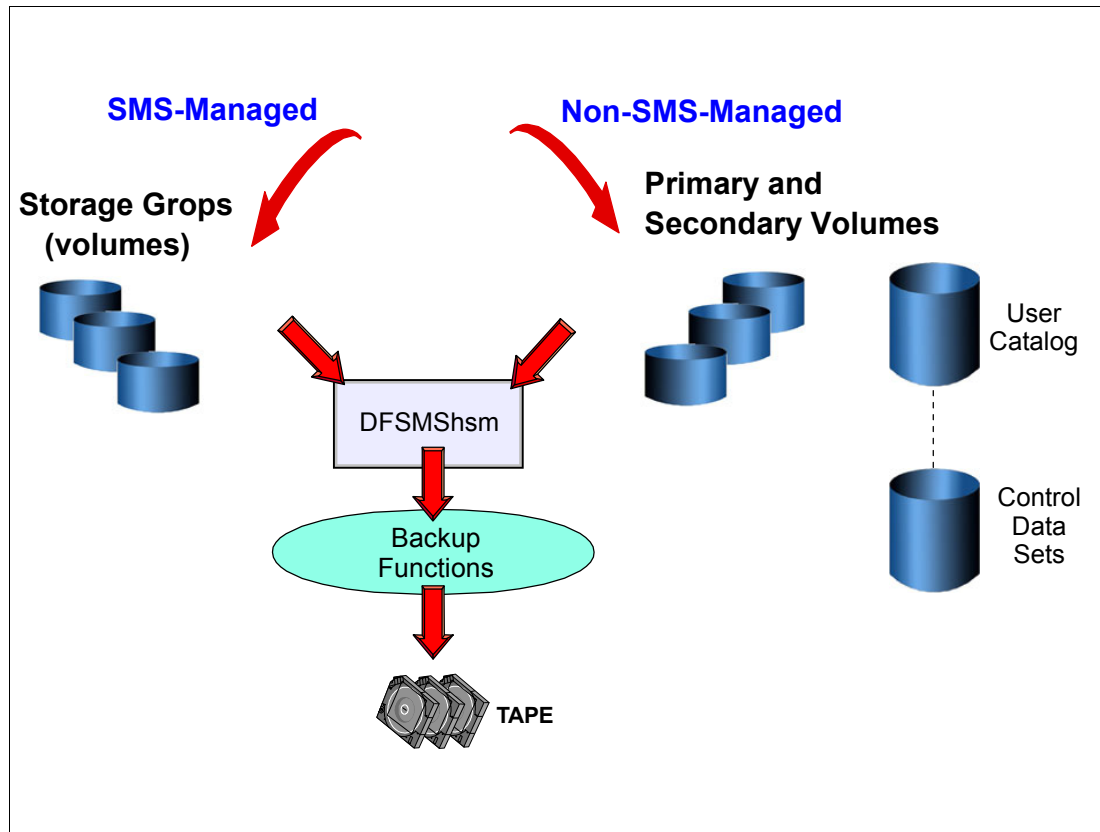 SMS-Managed
Non-SMS-Managed
Storage Grops
(volumes)
Primary and
Secondary Volumes
User
Catalog
DFSMShsm
Control
Data
Sets
Backup
Functions
TAPE